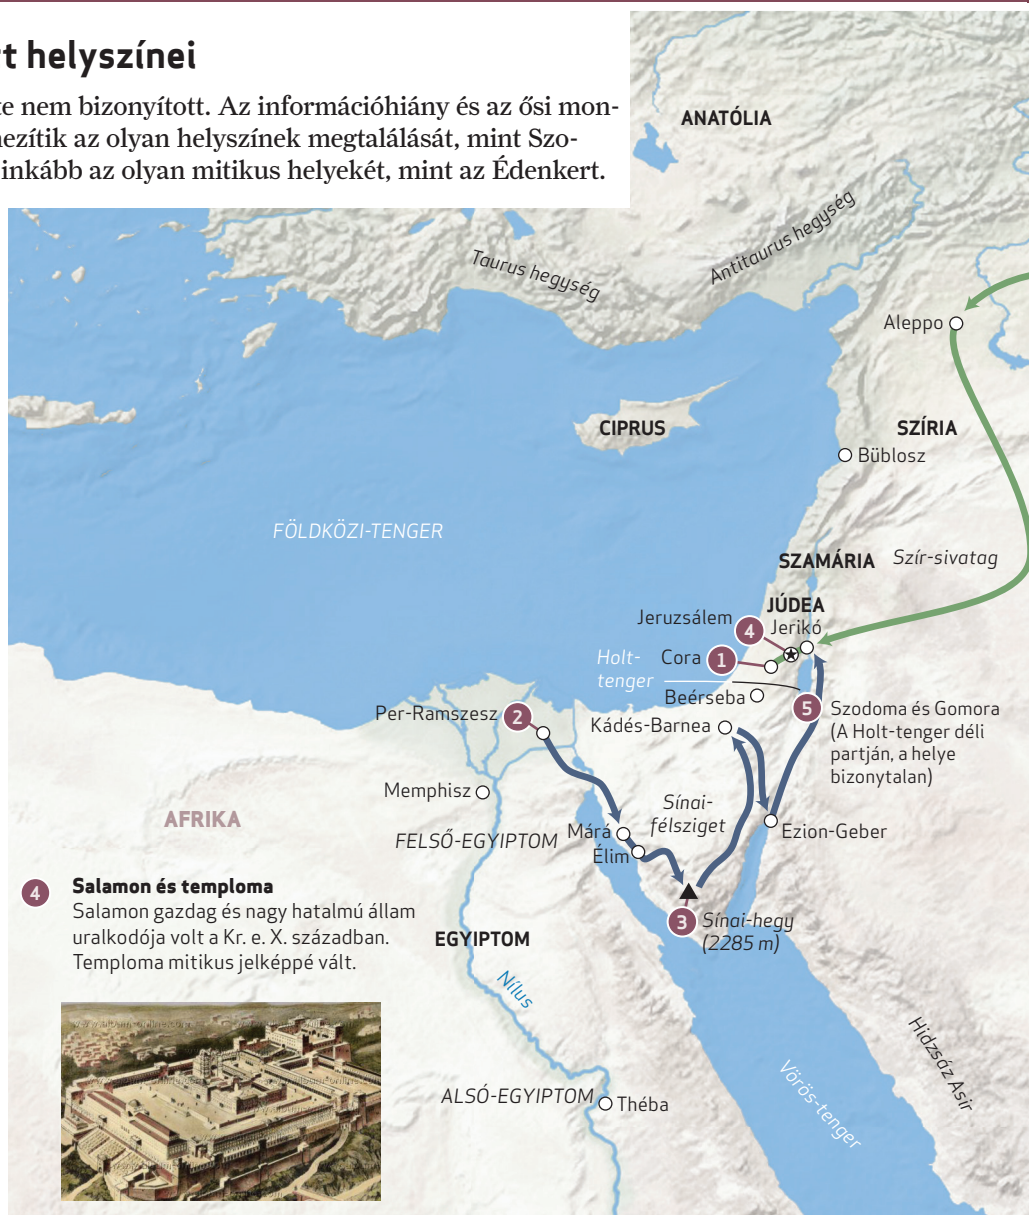 t helyszínei
te nem bizonyított. Az információhiány és az ősi mon-
nezítik az olyan helyszínek megtalálását, mint Szo-
inkább az olyan mitikus helyekét, mint az Édenkert.
ANATÓLIA
Taurus hegység
Antitaurus hegység
Aleppo
CIPRUS
SZÍRIA
Büblosz
FÖLDKÖZI-TENGER
SZAMÁRIA
Szír-sivatag
JÚDEA
Jeruzsálem
4
Jerikó
Cora
1
Holt-
tenger
Beérseba
Per-Ramszesz
2
Kádés-Barnea
5
Szodoma és Gomora
(A Holt-tenger déli
partján, a helye
bizonytalan)
Memphisz
AFRIKA
FELSŐ-EGYIPTOM
Sínai-
félsziget
Márá
Élim
Ezion-Geber
3
Sínai-hegy
(2285 m)
4
Salamon és temploma
Salamon gazdag és nagy hatalmú állam
uralkodója volt a Kr. e. X. században.
Temploma mitikus jelképpé vált.
EGYIPTOM
Nílus
ALSÓ-EGYIPTOM
Théba
Vörös-tenger
Hidzsáz Asir